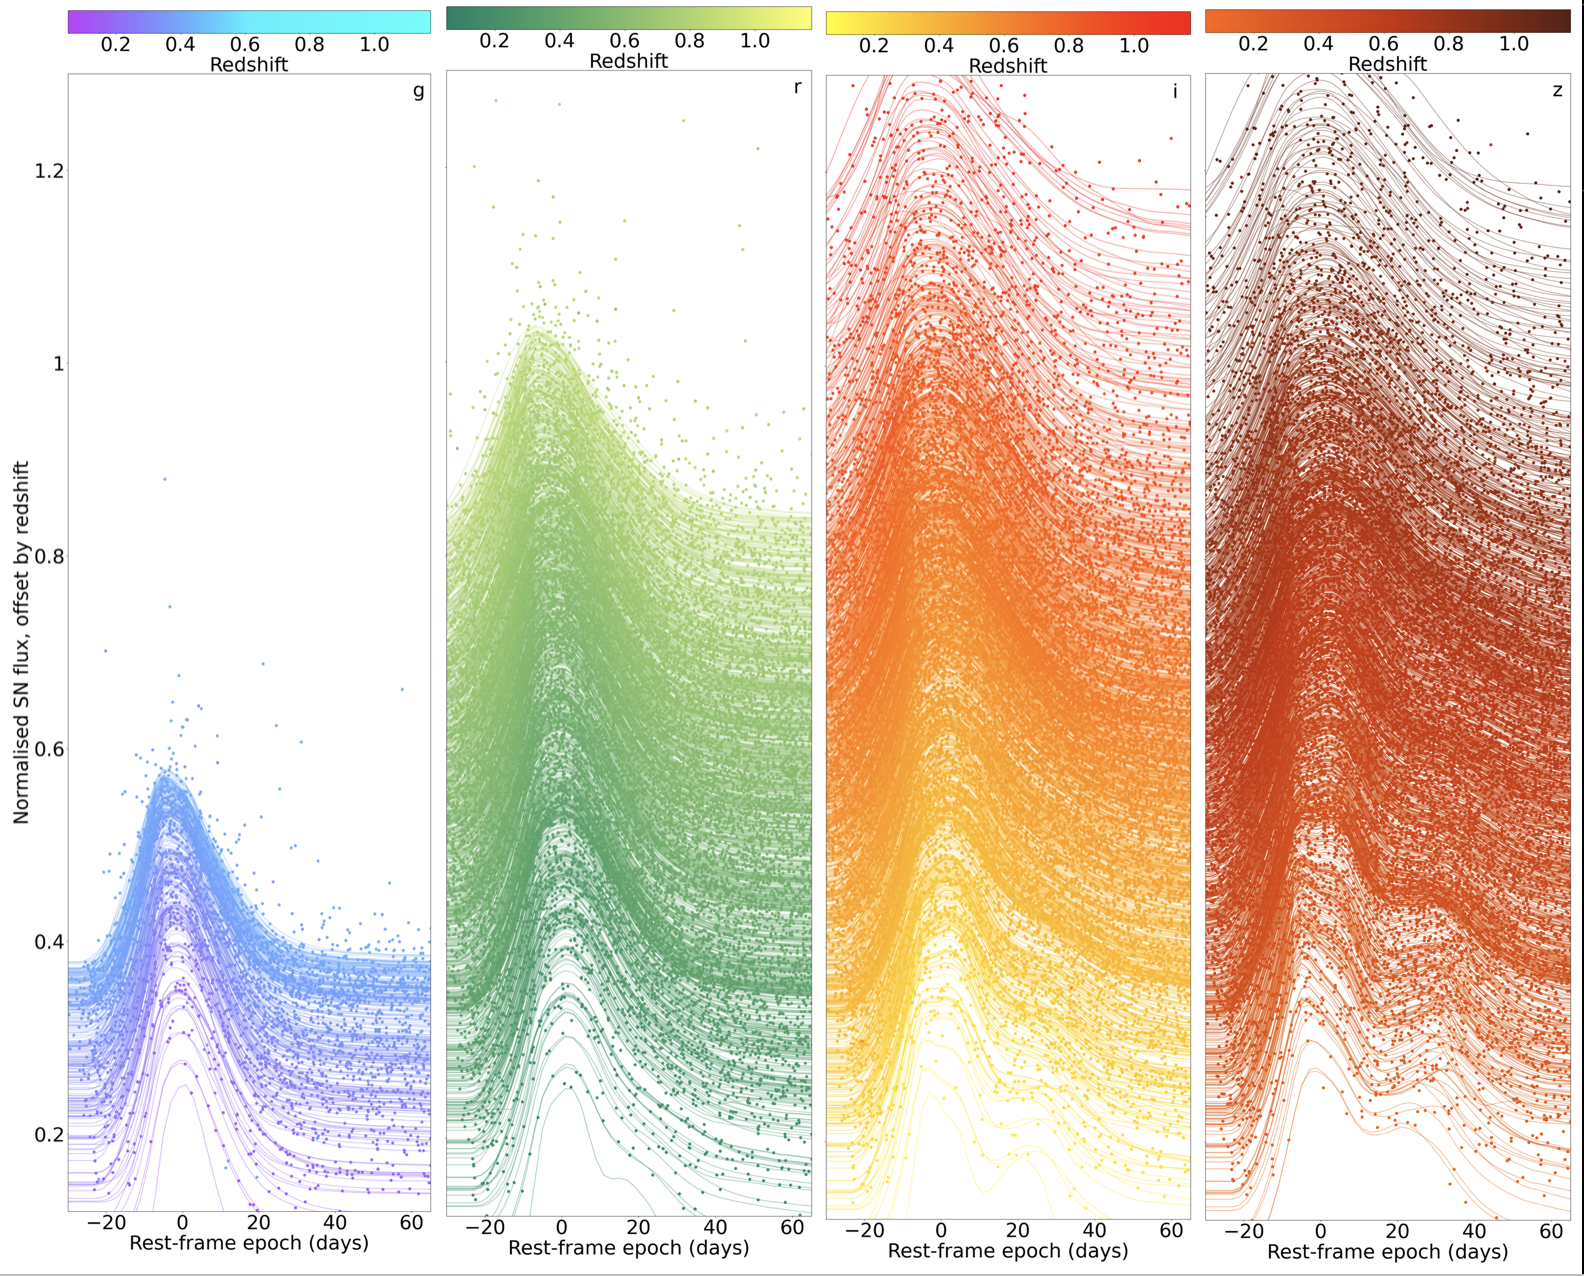 0.2 0.4 0.6 0.8 1.0
Redshift
0.2 0.4 0.6 0.8 1.0
Redshift
0.2 0.4 0.6 0.8 1.0
Redshift
0.2 0.4 0.6 0.8 1.0
Redshift
g
r
i
z
Normalised SN flux, offset by redshift
1.2
1
0.8
0.6
0.4
0.2
−20 0 20 40 60
Rest-frame epoch (days)
−20 0 20 40 60
Rest-frame epoch (days)
−20 0 20 40 60
Rest-frame epoch (days)
−20 0 20 40 60
Rest-frame epoch (days)